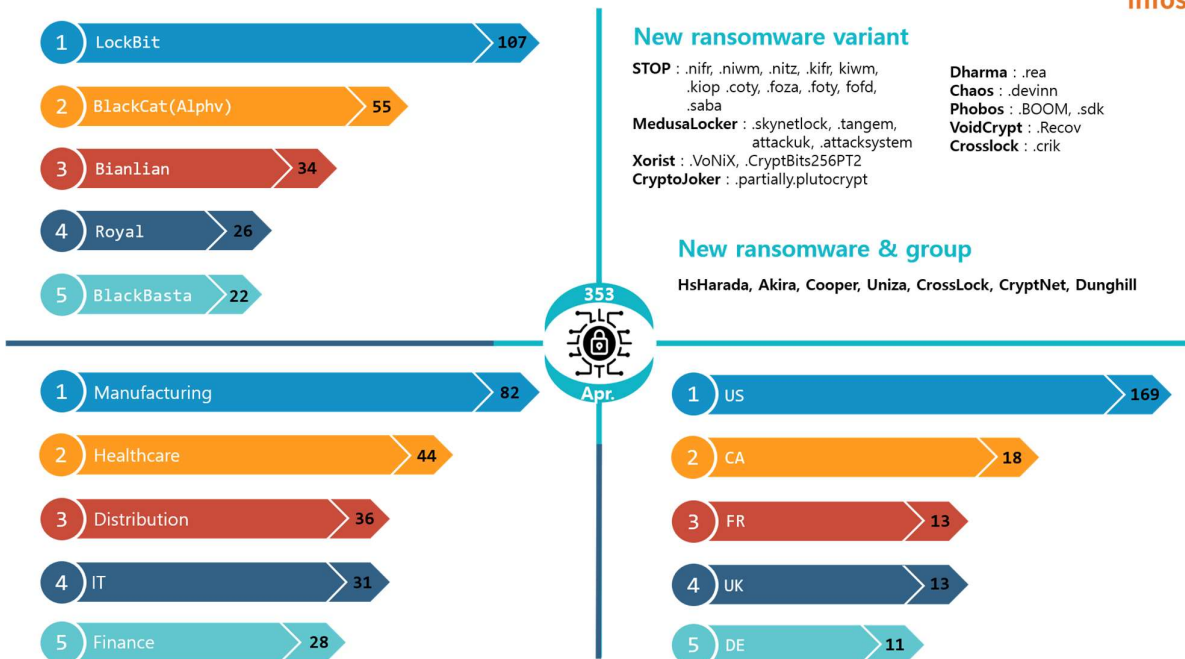 Infos
1 LockBit 107
2 BlackCat(Alphv) 55
3 Bianlian 34
4 Royal 26
5 BlackBasta 22
New ransomware variant
STOP : .nifr, .niwm, .nitz, .kifr, kiwm,
.kiop .coty, .foza, .foty, fofd,
.saba
MedusaLocker : .skynetlock, .tangem,
attackuk, .attacksystem
Xorist : .VoNiX, .CryptBits256PT2
CryptoJoker : .partially.plutocrypt
Dharma : .rea
Chaos : .devinn
Phobos : .BOOM, .sdk
VoidCrypt : .Recov
Crosslock : .crik
New ransomware & group
HsHarada, Akira, Cooper, Uniza, CrossLock, CryptNet, Dunghill
353
Apr.
1 Manufacturing 82
2 Healthcare 44
3 Distribution 36
4 IT 31
5 Finance 28
1 US 169
2 CA 18
3 FR 13
4 UK 13
5 DE 11